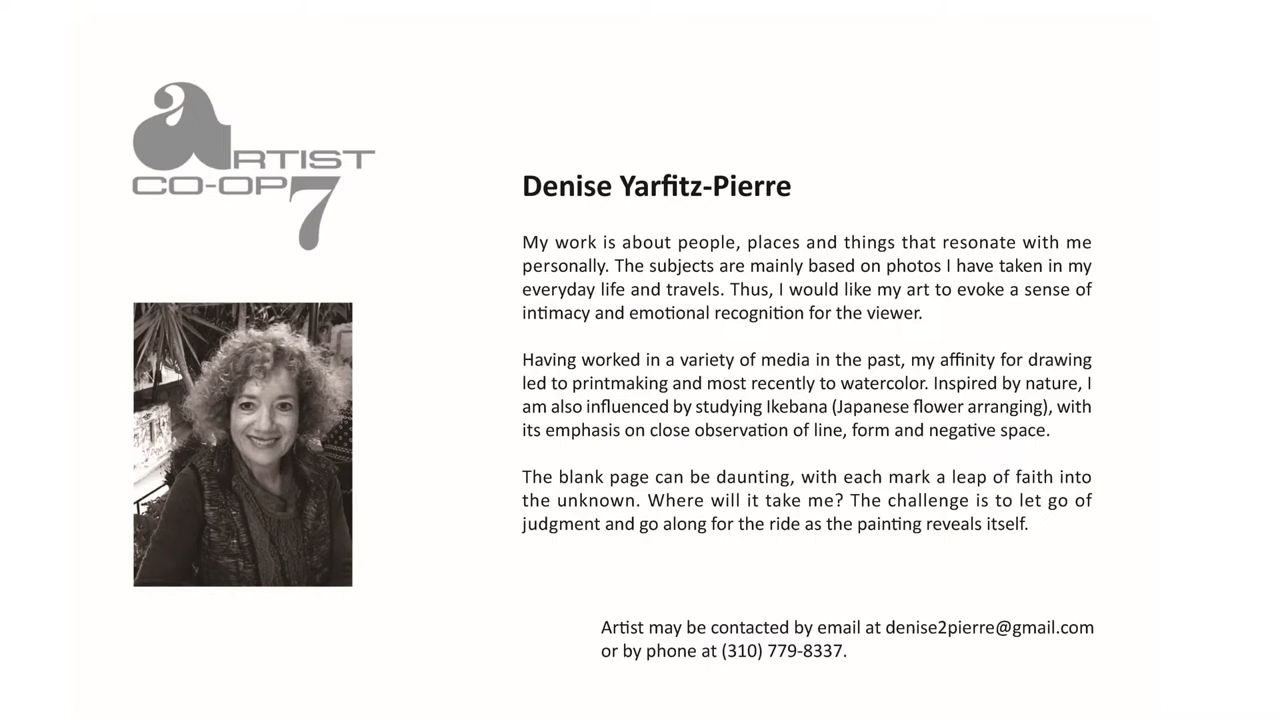 aRTIST
CO-OP 7
Denise Yarfitz-Pierre
My work is about people, places and things that resonate with me
personally. The subjects are mainly based on photos I have taken in my
everyday life and travels. Thus, I would like my art to evoke a sense of
intimacy and emotional recognition for the viewer.
Having worked in a variety of media in the past, my affinity for drawing
led to printmaking and most recently to watercolor. Inspired by nature, I
am also influenced by studying Ikebana (Japanese flower arranging), with
its emphasis on close observation of line, form and negative space.
The blank page can be daunting, with each mark a leap of faith into
the unknown. Where will it take me? The challenge is to let go of
judgment and go along for the ride as the painting reveals itself.
Artist may be contacted by email at denise2pierre@gmail.com
or by phone at (310) 779-8337.